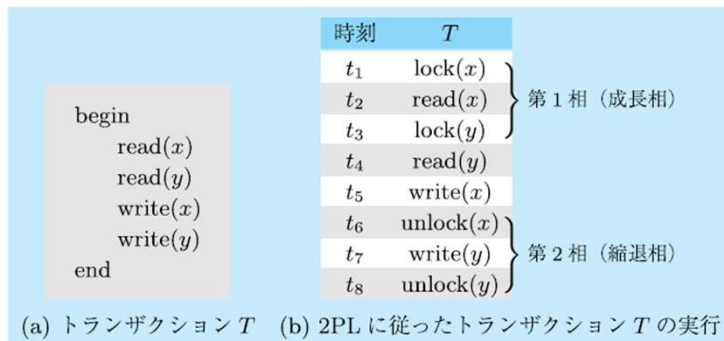 begin
read(x)
read(y)
write(x)
write(y)
end
(a) トランザクション T
時刻 T
t₁ lock(x)
t₂ read(x)
t₃ lock(y)
t₄ read(y)
t₅ write(x)
t₆ unlock(x)
t₇ write(y)
t₈ unlock(y)
第 1 相（成長相）
第 2 相（縮退相）
(b) 2PL に従ったトランザクション T の実行